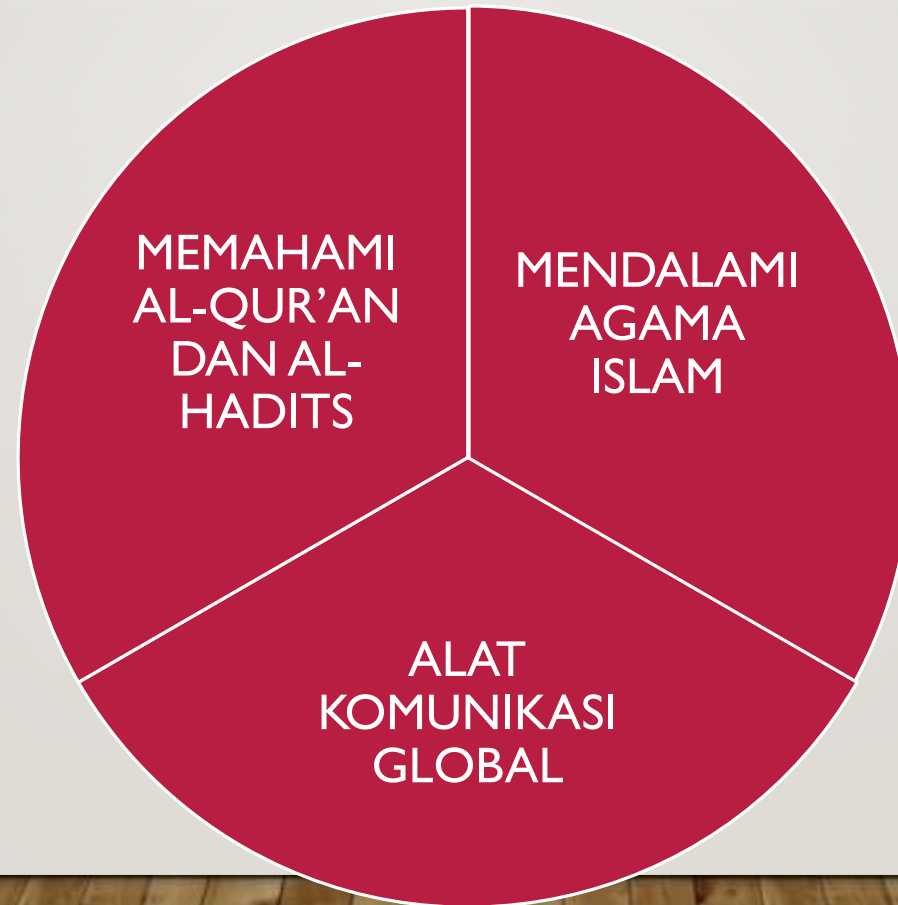 MEMAHAMI
AL-QUR’AN
DAN AL-
HADITS
MENDALAMI
AGAMA
ISLAM
ALAT
KOMUNIKASI
GLOBAL